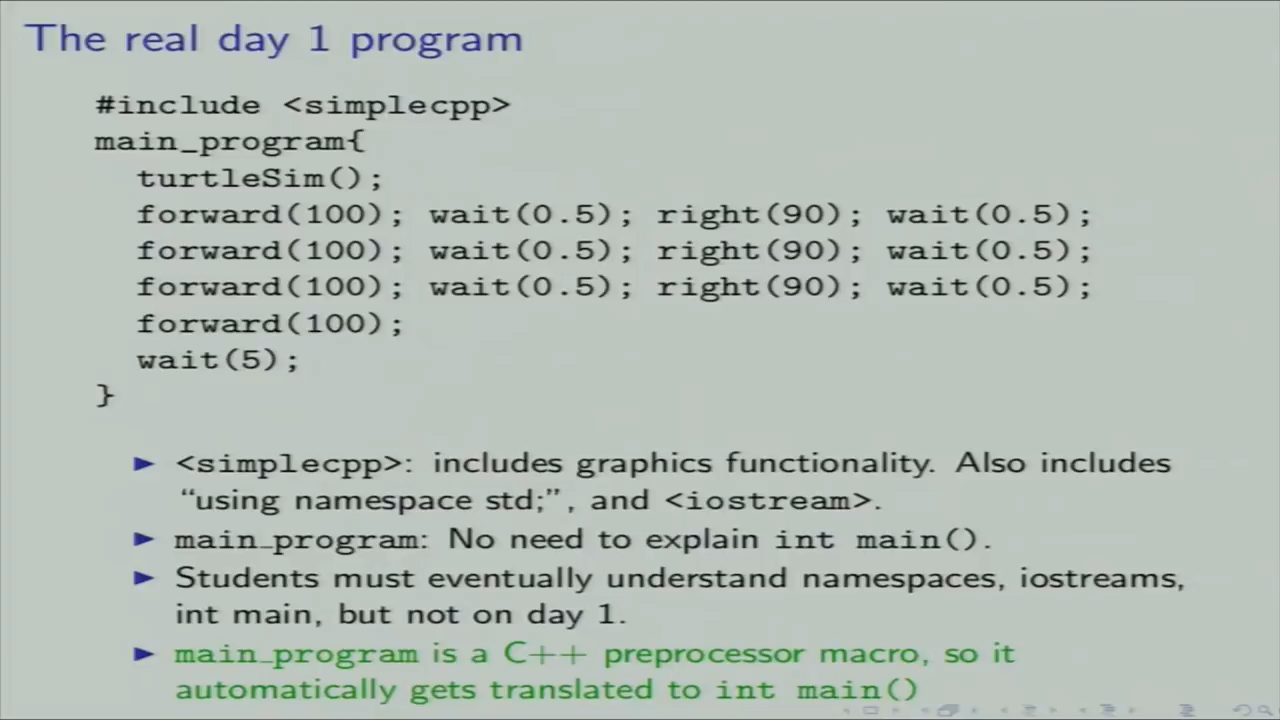 The real day 1 program
#include <simplecpp>
main_program{
turtleSim();
forward(100); wait(0.5); right(90); wait(0.5);
forward(100); wait(0.5); right(90); wait(0.5);
forward(100); wait(0.5); right(90); wait(0.5);
forward(100);
wait(5);
}
<simplecpp>: includes graphics functionality. Also includes
“using namespace std;”, and <iostream>.
main_program: No need to explain int main().
Students must eventually understand namespaces, iostreams,
int main, but not on day 1.
main_program is a C++ preprocessor macro, so it
automatically gets translated to int main()